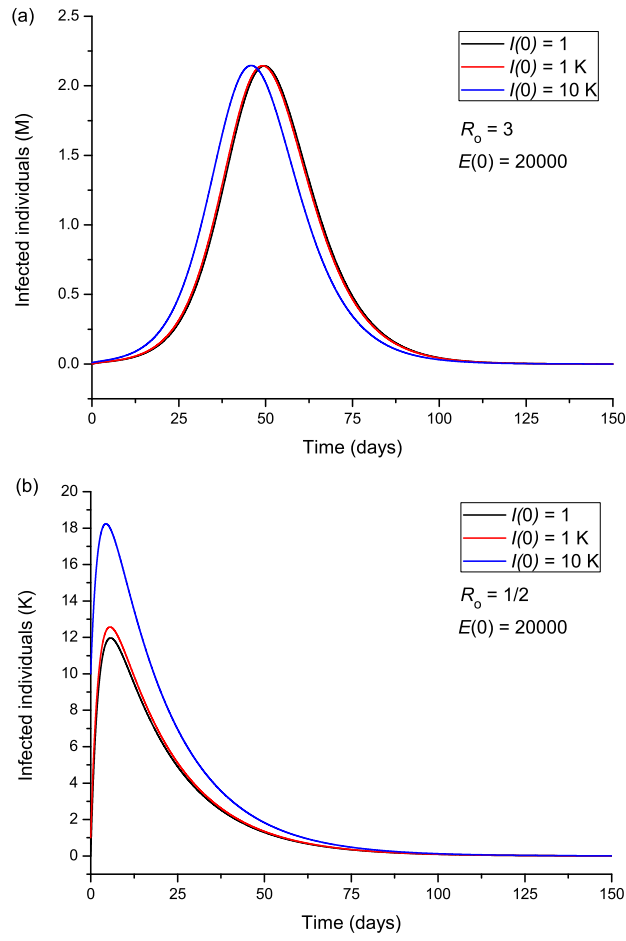 (a)
2.5
2.0
1.5
1.0
0.5
0.0
Infected individuals (M)
I(0) = 1
I(0) = 1 K
I(0) = 10 K
Rₒ = 3
E(0) = 20000
0 25 50 75 100 125 150
Time (days)
(b)
20
18
16
14
12
10
8
6
4
2
0
Infected individuals (K)
I(0) = 1
I(0) = 1 K
I(0) = 10 K
Rₒ = 1/2
E(0) = 20000
0 25 50 75 100 125 150
Time (days)